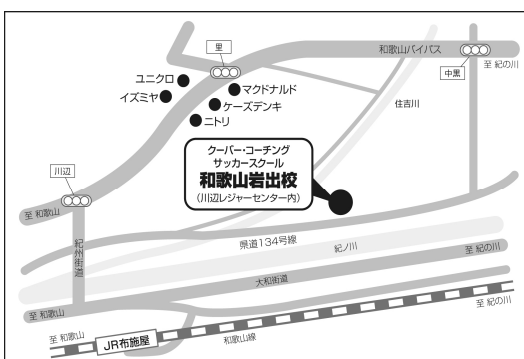 里
和歌山バイパス
中黒
至 紀の川
ユニクロ
イズミヤ
マクドナルド
ケーズデンキ
ニトリ
住吉川
クーバー・コーチング
サッカースクール
和歌山岩出校
(川辺レジャーセンター内)
川辺
至 和歌山
紀州街道
県道134号線
紀ノ川
至 紀の川
大和街道
至 和歌山
至 紀の川
至 和歌山
JR布施屋
和歌山線